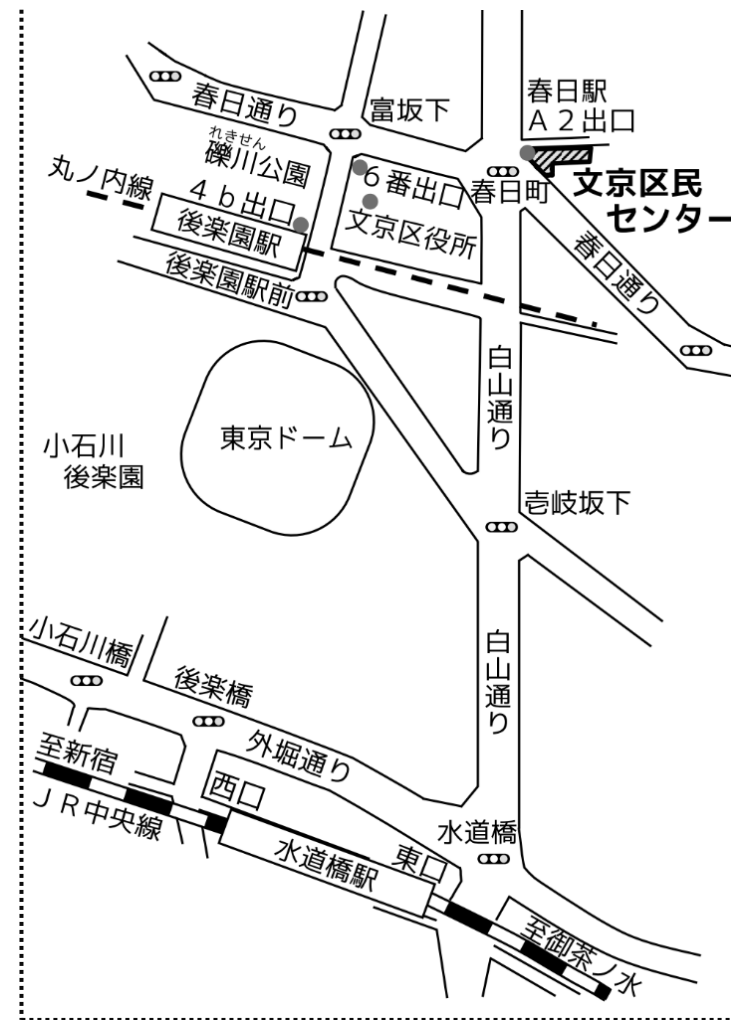 春日駅
A2出口
富坂下
春日通り
れきせん
礫川公園
6番出口
春日町
文京区民
センター
丸ノ内線
4b出口
文京区役所
後楽園駅
春日通り
後楽園駅前
白山通り
東京ドーム
小石川
後楽園
壱岐坂下
小石川橋
白山通り
後楽橋
外堀通り
至新宿
西口
JR中央線
水道橋
東口
水道橋駅
至御茶ノ水